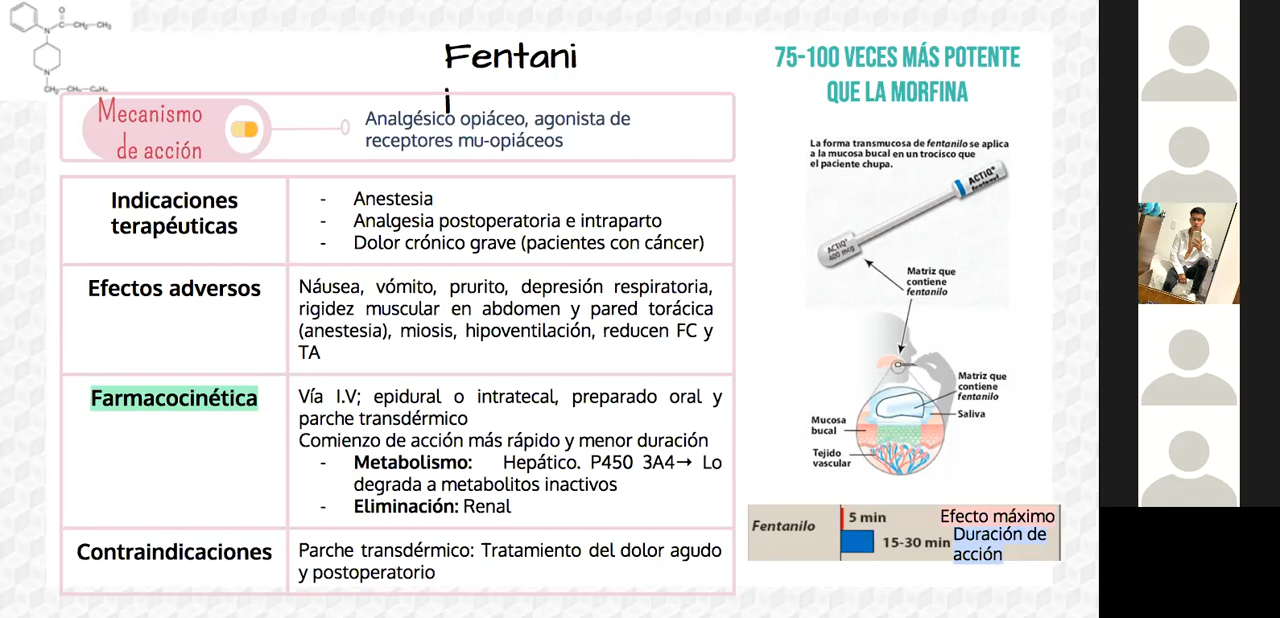 O
C
CH₂
CH₃
N
N
CH₂
CH₂
C₆H₅
Fentani
i
75-100 VECES MÁS POTENTE
QUE LA MORFINA
Mecanismo
de acción
Analgésico opiáceo, agonista de
receptores mu-opiáceos
Indicaciones
terapéuticas
- Anestesia
- Analgesia postoperatoria e intraparto
- Dolor crónico grave (pacientes con cáncer)
Efectos adversos
Náusea, vómito, prurito, depresión respiratoria,
rigidez muscular en abdomen y pared torácica
(anestesia), miosis, hipoventilación, reducen FC y
TA
Farmacocinética
Vía I.V; epidural o intratecal, preparado oral y
parche transdérmico
Comienzo de acción más rápido y menor duración
- Metabolismo: Hepático. P450 3A4→ Lo
degrada a metabolitos inactivos
- Eliminación: Renal
Contraindicaciones
Parche transdérmico: Tratamiento del dolor agudo
y postoperatorio
La forma transmucosa de fentanilo se aplica
a la mucosa bucal en un trocisco que
el paciente chupa.
ACTIQ®
fentanyl
ACTIQ®
400 mcg
Matriz que
contiene
fentanilo
Matriz que
contiene
fentanilo
Saliva
Mucosa
bucal
Tejido
vascular
Fentanilo
5 min
Efecto máximo
15-30 min
Duración de
acción